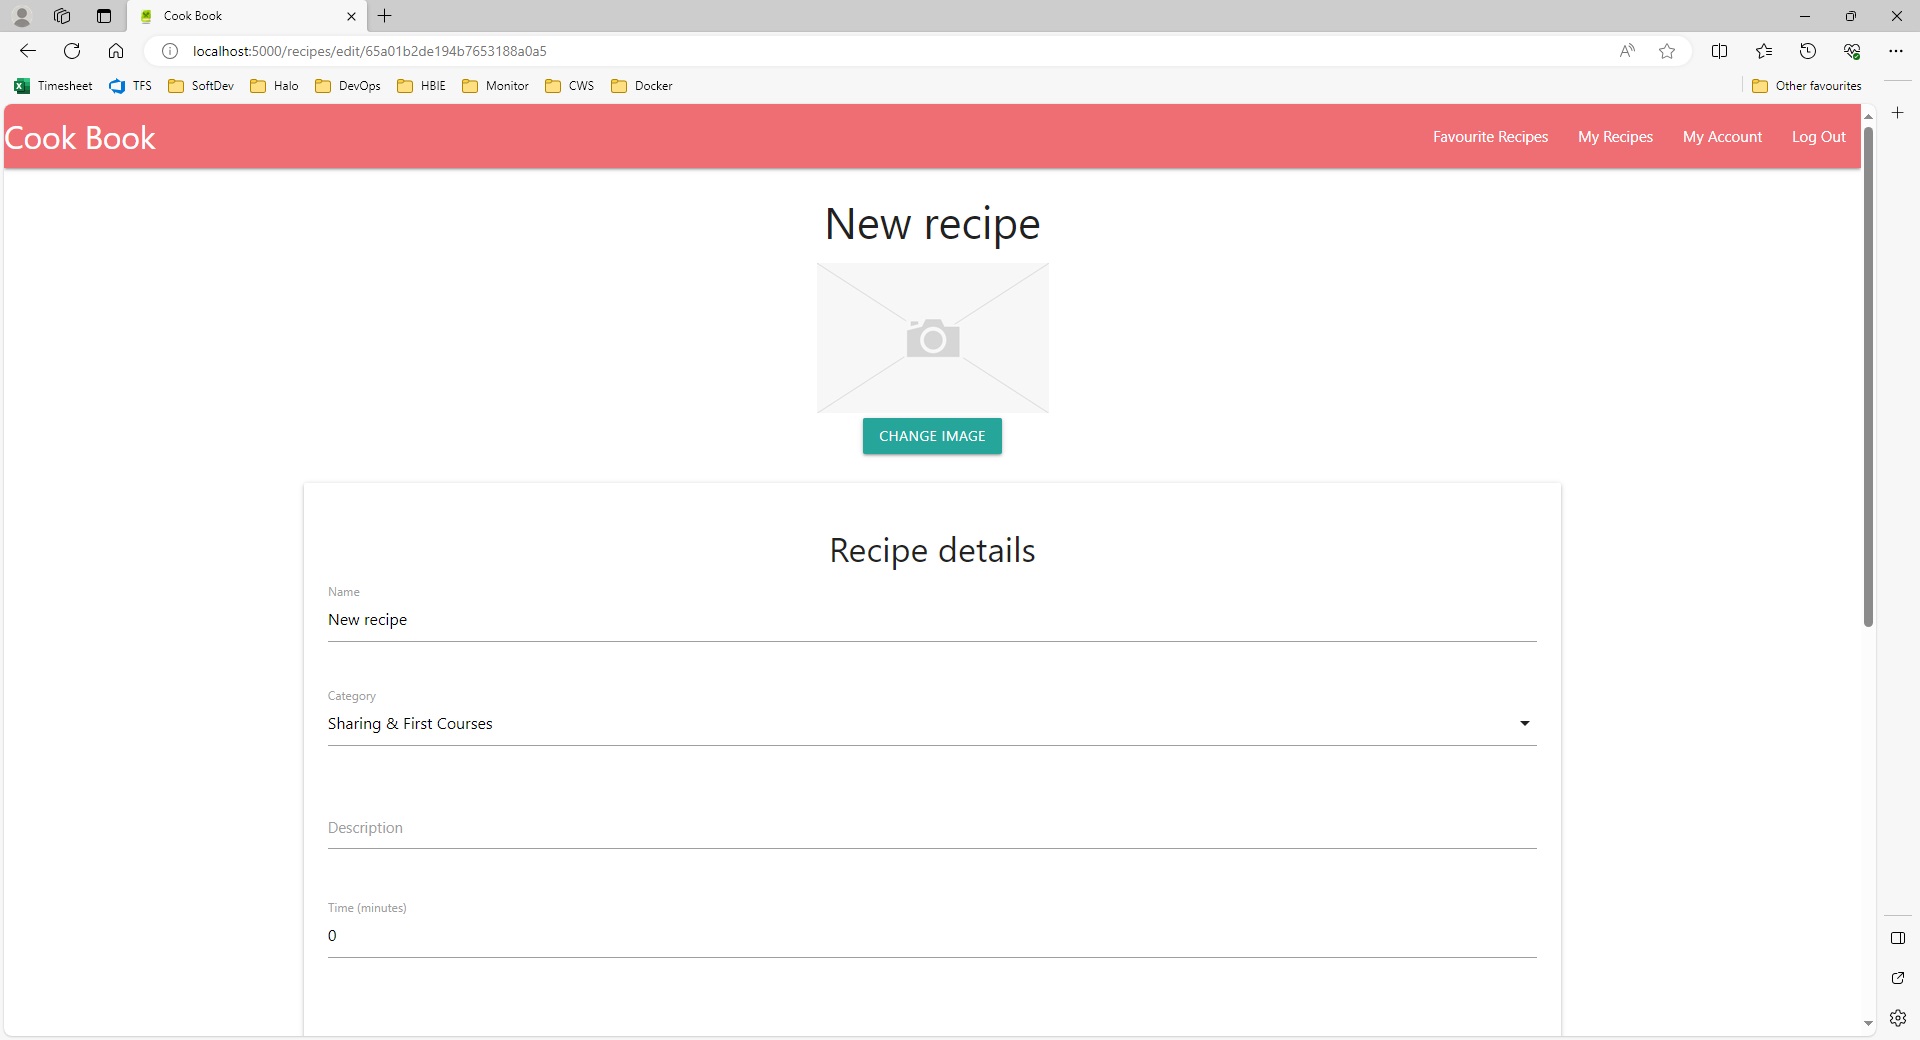 Cook Book
localhost:5000/recipes/edit/65a01b2de194b7653188a0a5
Timesheet TFS SoftDev Halo DevOps HBIE Monitor CWS Docker Other favourites
Cook Book Favourite Recipes My Recipes My Account Log Out
New recipe
CHANGE IMAGE
Recipe details
Name
New recipe
Category
Sharing & First Courses
Description
Time (minutes)
0